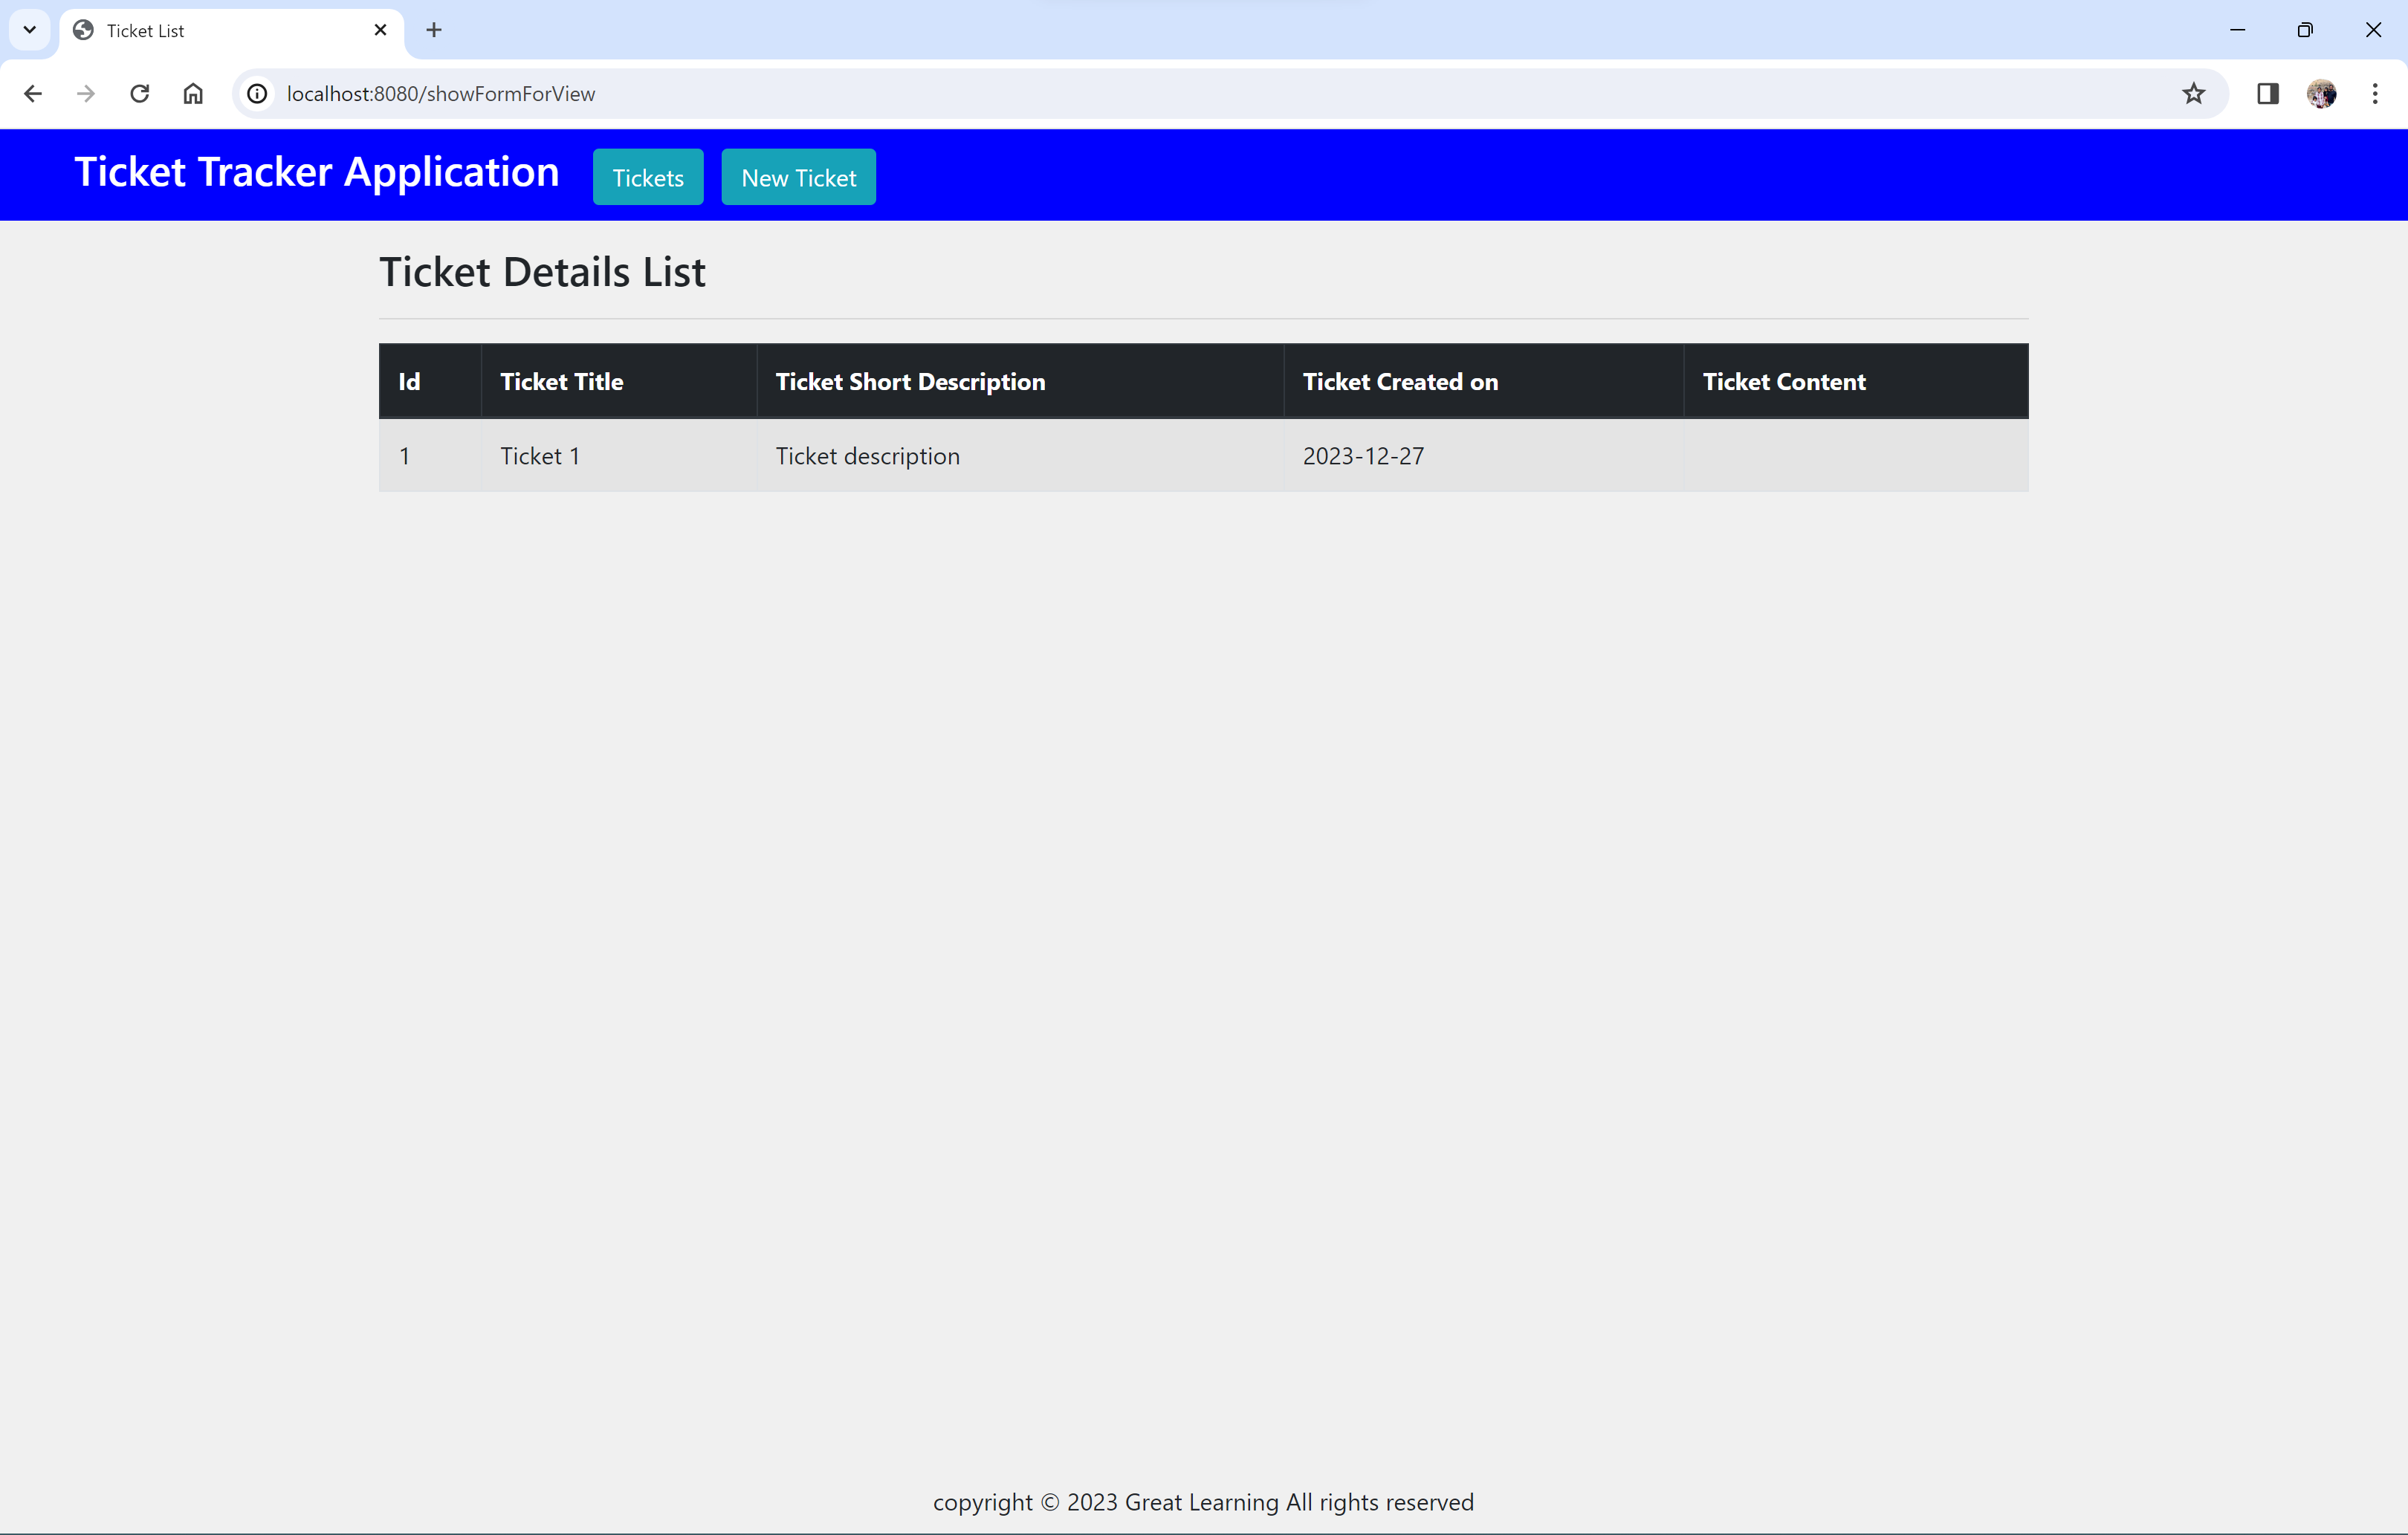 Ticket List
localhost:8080/showFormForView
Ticket Tracker Application Tickets New Ticket
Ticket Details List
Id Ticket Title Ticket Short Description Ticket Created on Ticket Content
1 Ticket 1 Ticket description 2023-12-27
copyright © 2023 Great Learning All rights reserved